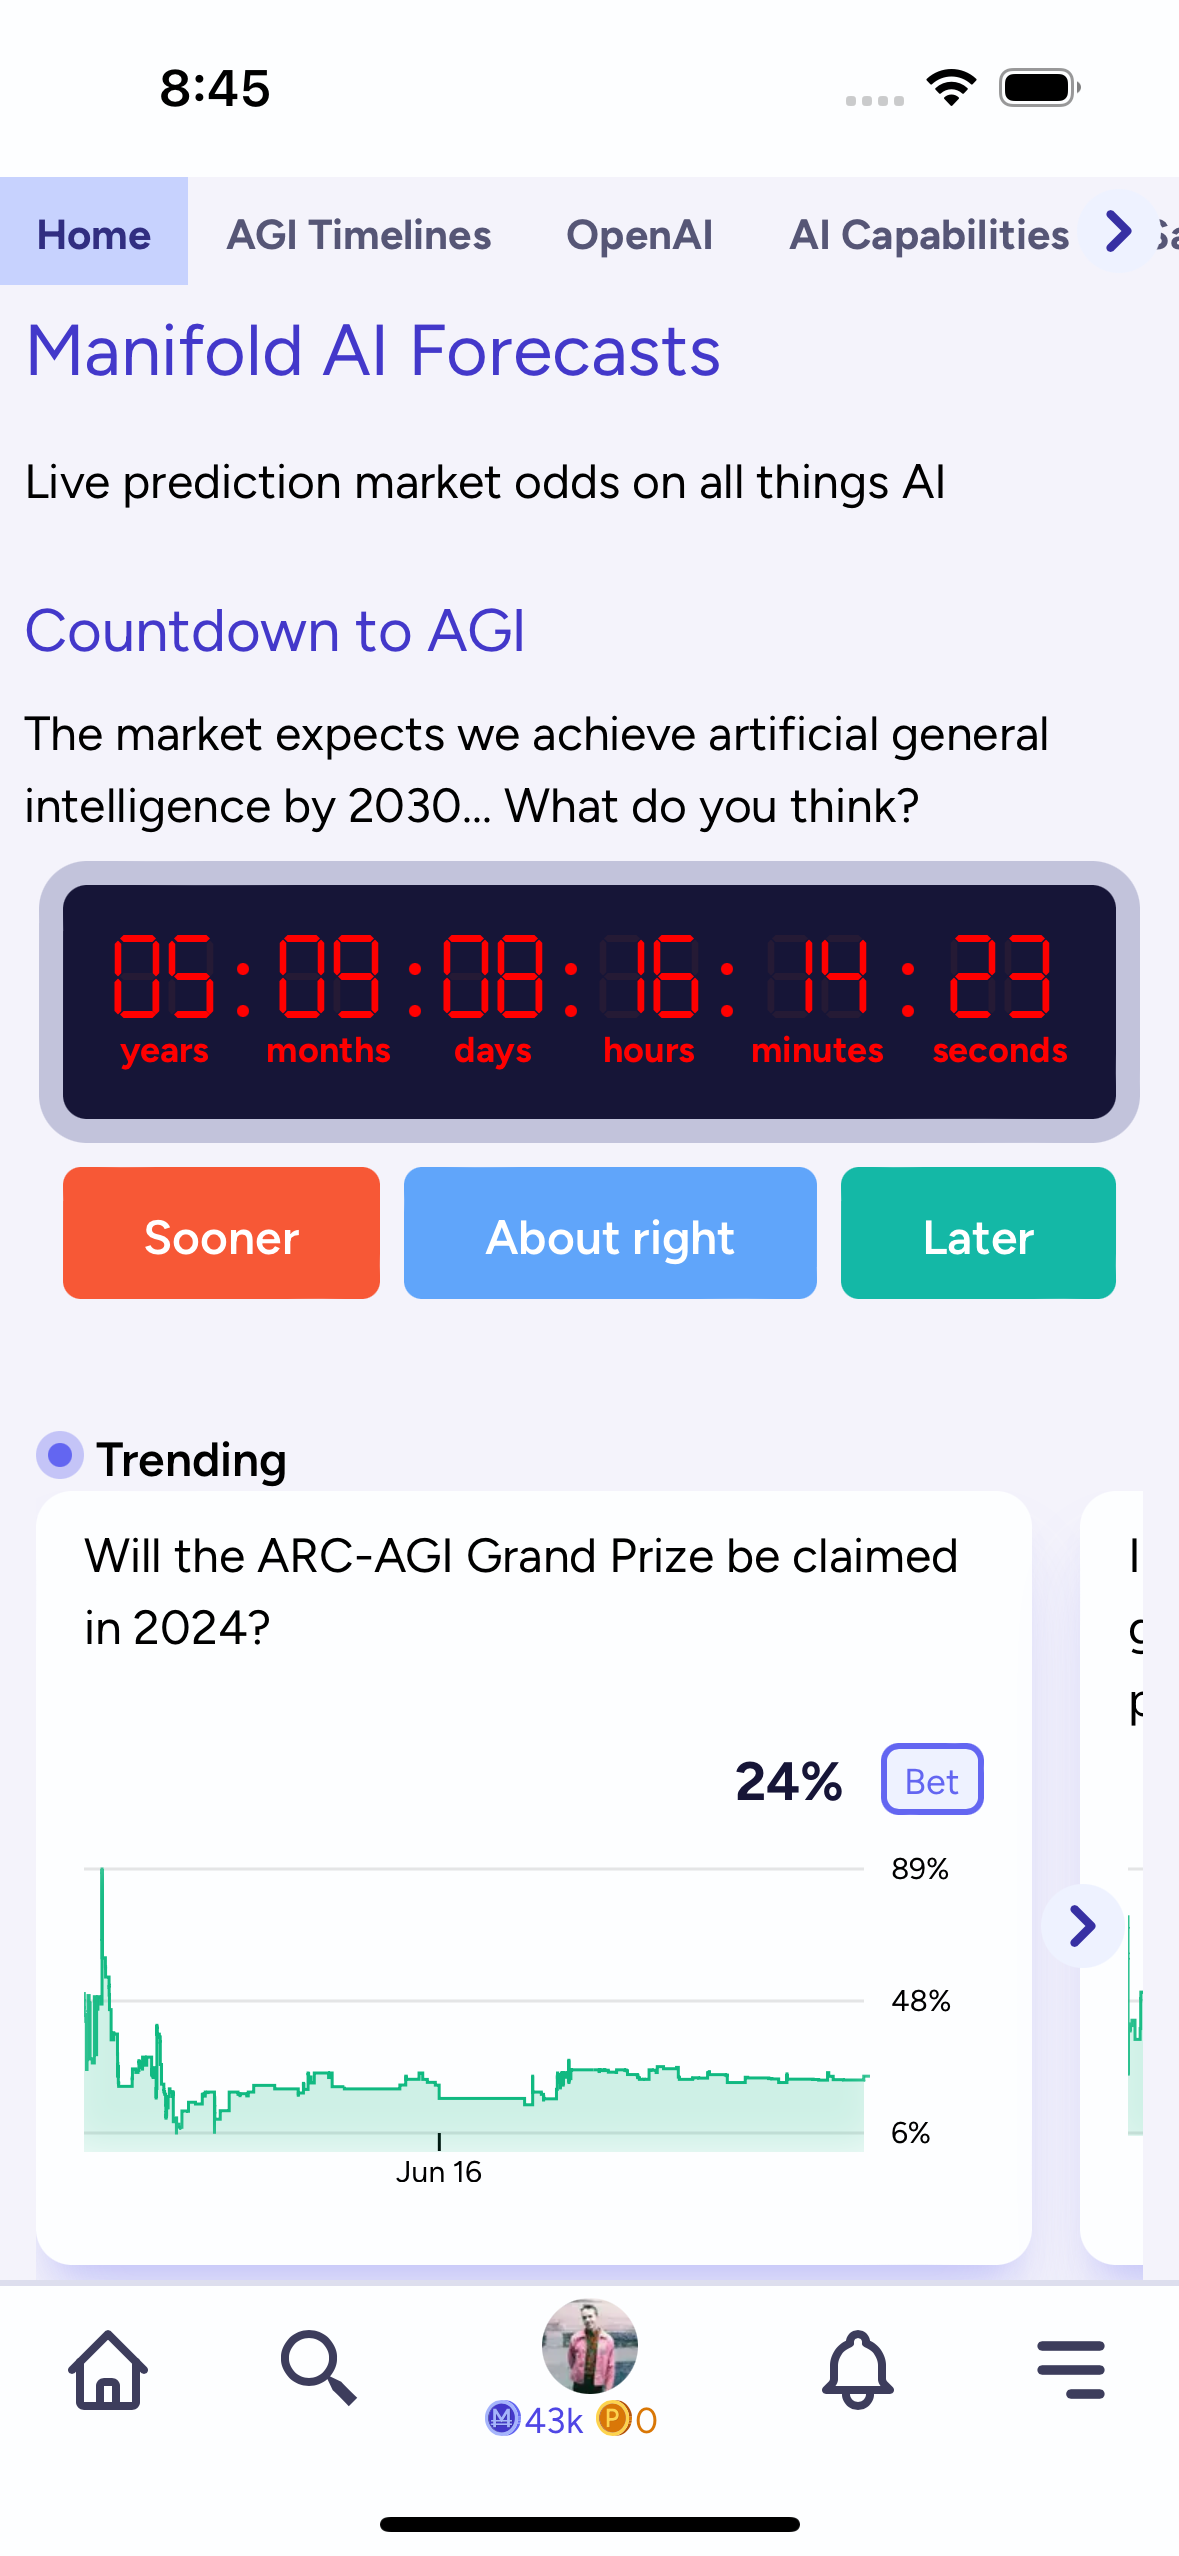 8:45
Home AGI Timelines OpenAI AI Capabilities Sa
Manifold AI Forecasts
Live prediction market odds on all things AI
Countdown to AGI
The market expects we achieve artificial general
intelligence by 2030... What do you think?
05 : 09 : 08 : 16 : 14 : 23
years months days hours minutes seconds
Sooner About right Later
Trending
Will the ARC-AGI Grand Prize be claimed
in 2024?
24% Bet
89%
48%
6%
Jun 16
I
g
p
M 43k P 0